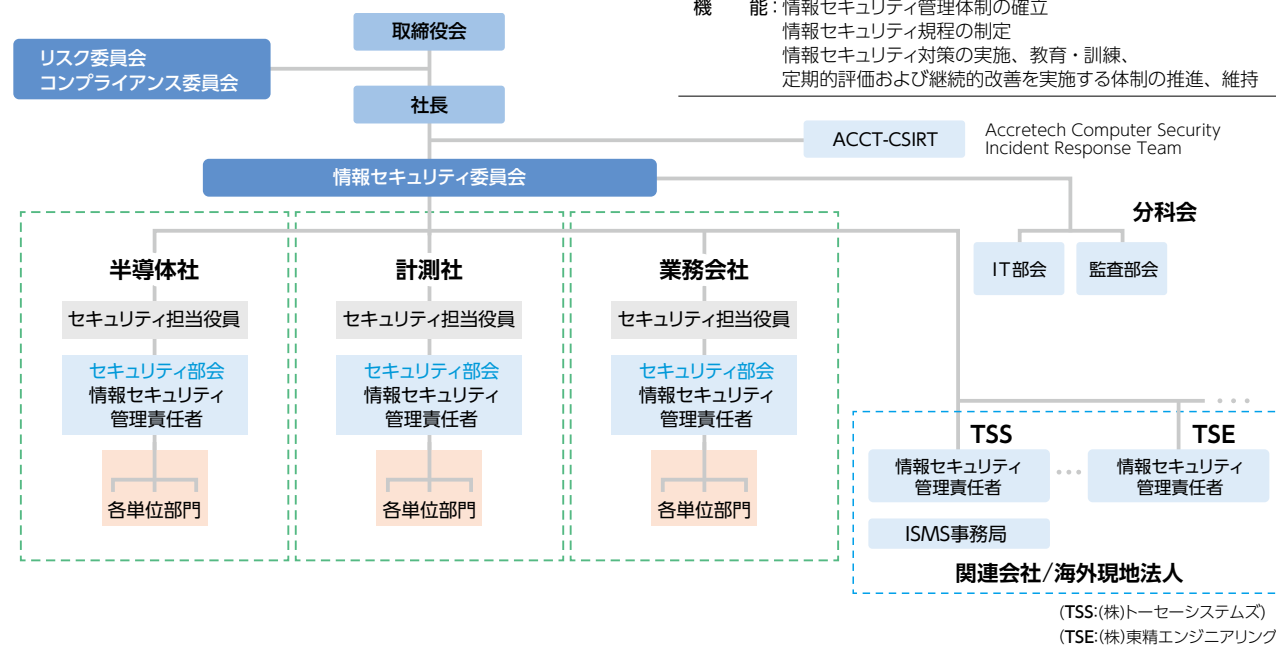 機　　能：情報セキュリティ管理体制の確立
情報セキュリティ規程の制定
情報セキュリティ対策の実施、教育・訓練、
定期的評価および継続的改善を実施する体制の推進、維持
取締役会
リスク委員会
コンプライアンス委員会
社長
ACCT-CSIRT
Accretech Computer Security
Incident Response Team
情報セキュリティ委員会
分科会
IT部会
監査部会
半導体社
セキュリティ担当役員
セキュリティ部会
情報セキュリティ
管理責任者
各単位部門
計測社
セキュリティ担当役員
セキュリティ部会
情報セキュリティ
管理責任者
各単位部門
業務会社
セキュリティ担当役員
セキュリティ部会
情報セキュリティ
管理責任者
各単位部門
TSS
情報セキュリティ
管理責任者
ISMS事務局
TSE
情報セキュリティ
管理責任者
関連会社/海外現地法人
(TSS:(株)トーセーシステムズ)
(TSE:(株)東精エンジニアリング